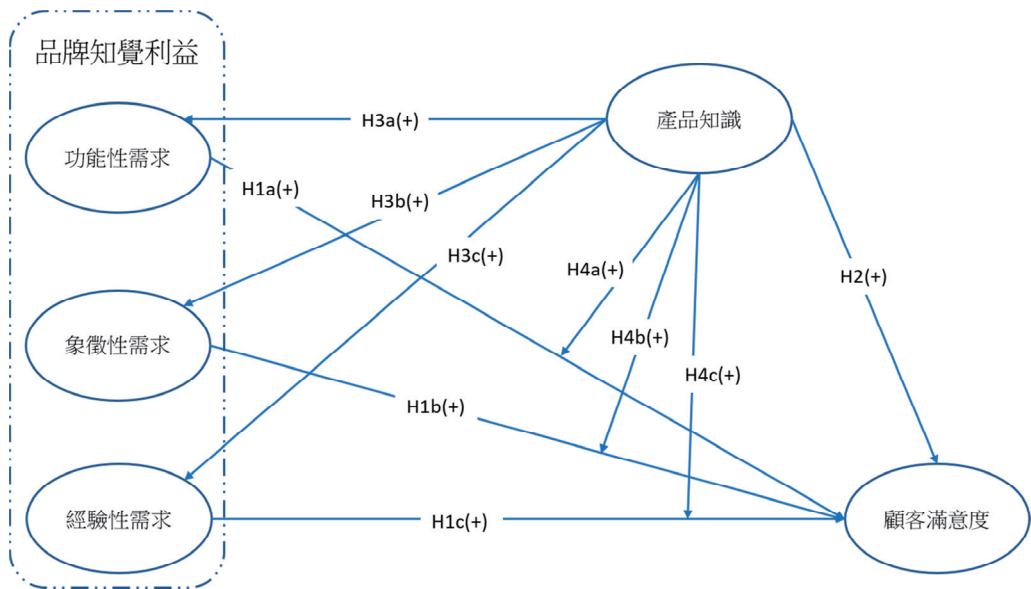 品牌知覺利益
功能性需求
象徵性需求
經驗性需求
產品知識
顧客滿意度
H3a(+)
H1a(+)
H3b(+)
H3c(+)
H4a(+)
H2(+)
H4b(+)
H4c(+)
H1b(+)
H1c(+)